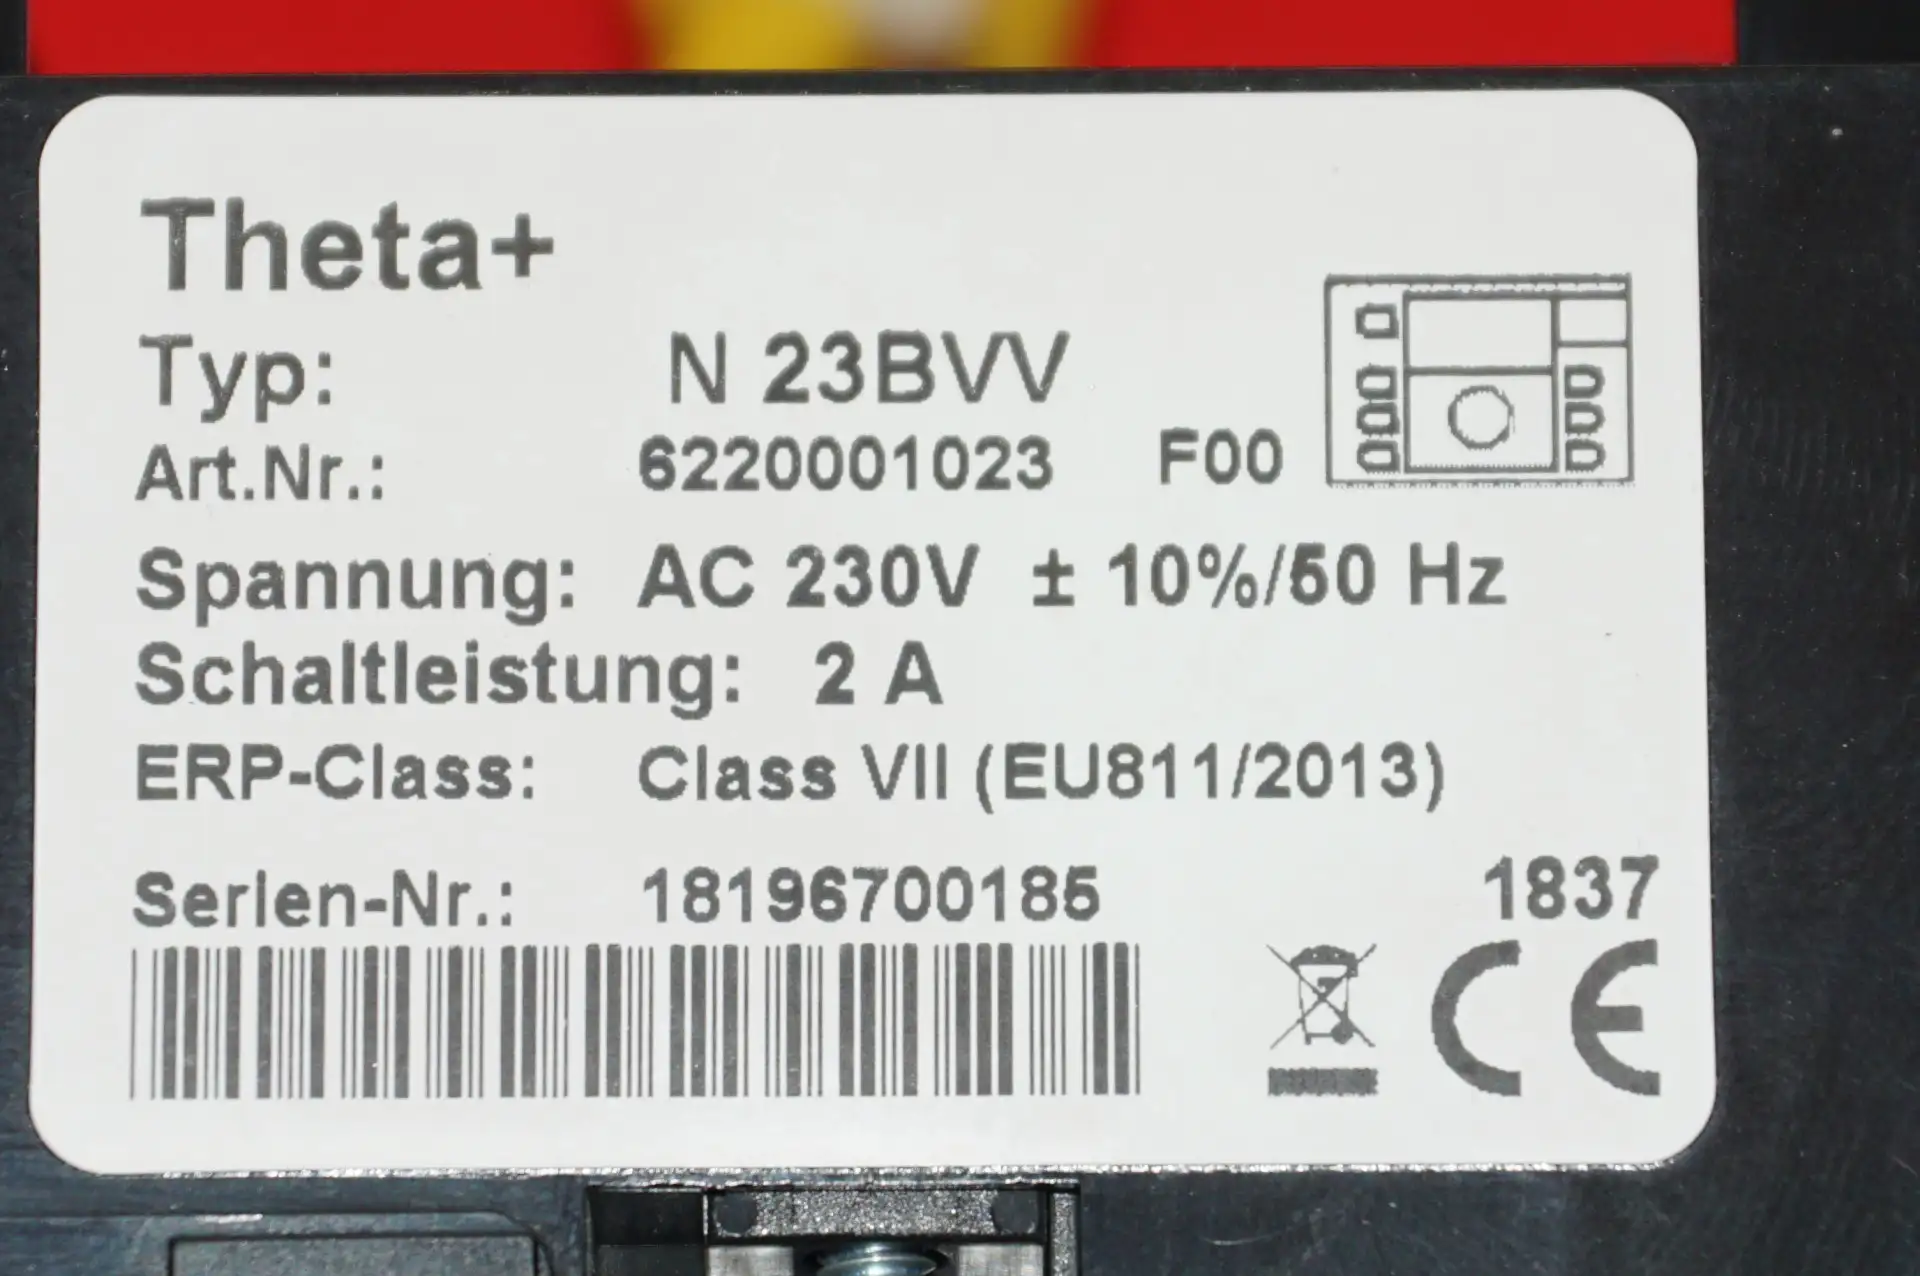 Theta+
Typ: N 23BVV
Art.Nr.: 6220001023 F00
Spannung: AC 230V ± 10%/50 Hz
Schaltleistung: 2 A
ERP-Class: Class VII (EU811/2013)
Serien-Nr.: 18196700185 1837
CE